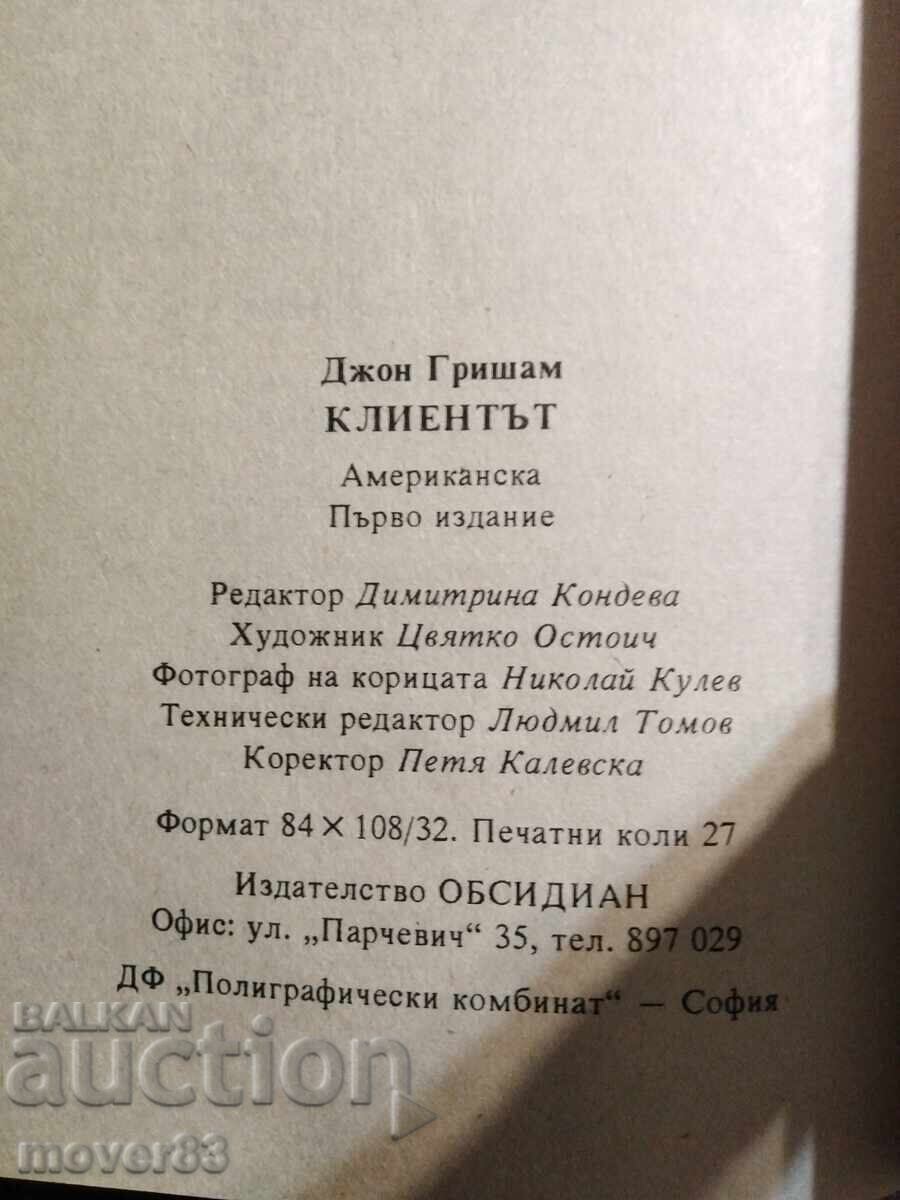 Джон Гришам
КЛИЕНТЪТ
Американска
Първо издание
Редактор Димитрина Кондева
Художник Цвятко Остоич
Фотограф на корицата Николай Кулев
Технически редактор Людмил Томов
Коректор Петя Калевска
Формат 84 × 108/32. Печатни коли 27
Издателство ОБСИДИАН
Офис: ул. „Парчевич“ 35, тел. 897 029
ДФ „Полиграфически комбинат“ — София
BALKAN
auction
mover83